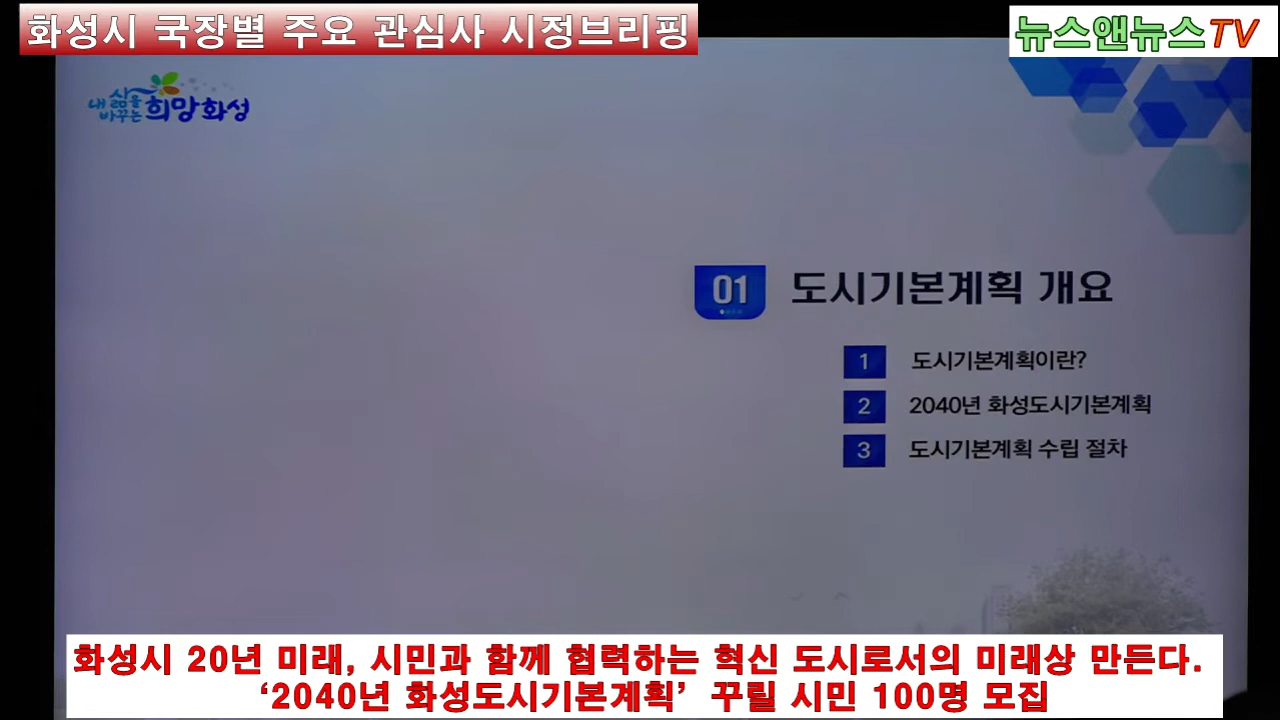 화성시 국장별 주요 관심사 시정브리핑
뉴스앤뉴스TV
내 삶을
바꾸는 희망화성
01 도시기본계획 개요
1 도시기본계획이란?
2 2040년 화성도시기본계획
3 도시기본계획 수립 절차
화성시 20년 미래, 시민과 함께 협력하는 혁신 도시로서의 미래상 만든다.
‘2040년 화성도시기본계획’ 꾸릴 시민 100명 모집